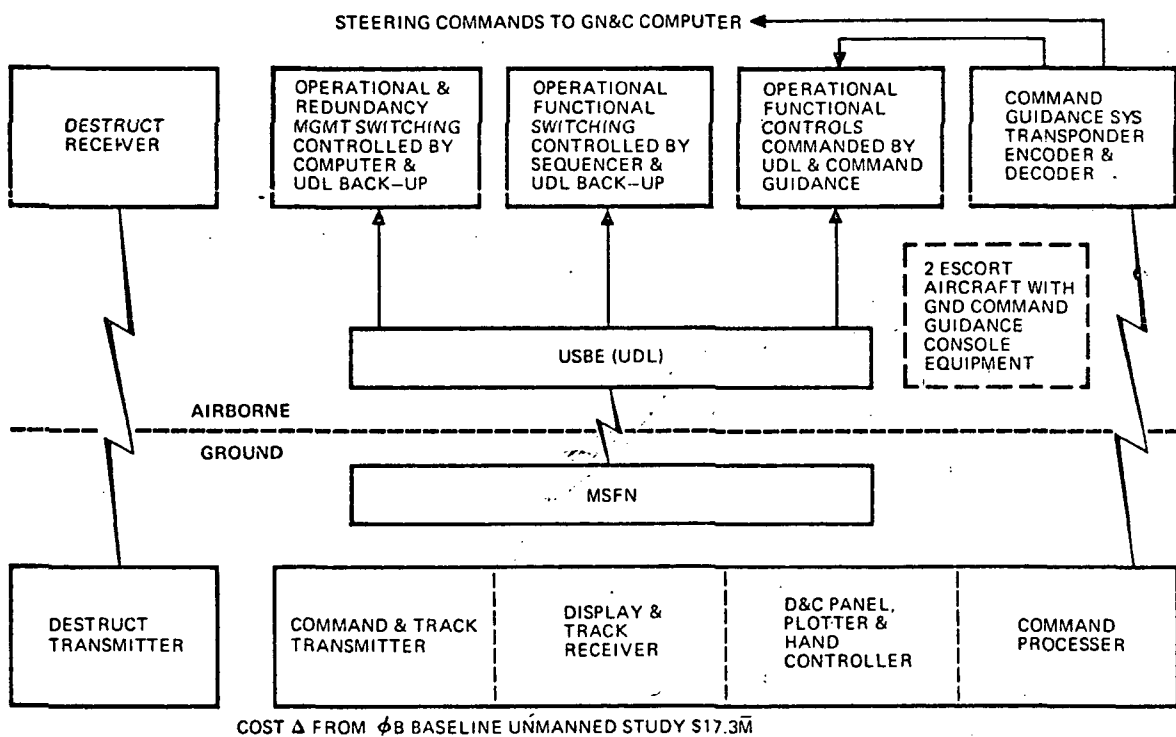 STEERING COMMANDS TO GN&C COMPUTER
DESTRUCT
RECEIVER
OPERATIONAL &
REDUNDANCY
MGMT SWITCHING
CONTROLLED BY
COMPUTER &
UDL BACK-UP
OPERATIONAL
FUNCTIONAL
SWITCHING
CONTROLLED BY
SEQUENCER &
UDL BACK-UP
OPERATIONAL
FUNCTIONAL
CONTROLS
COMMANDED BY
UDL & COMMAND
GUIDANCE
COMMAND
GUIDANCE SYS
TRANSPONDER
ENCODER &
DECODER
2 ESCORT
AIRCRAFT WITH
GND COMMAND
GUIDANCE
CONSOLE
EQUIPMENT
USBE (UDL)
AIRBORNE
GROUND
MSFN
DESTRUCT
TRANSMITTER
COMMAND & TRACK
TRANSMITTER
DISPLAY &
TRACK
RECEIVER
D&C PANEL,
PLOTTER &
HAND
CONTROLLER
COMMAND
PROCESSER
COST Δ FROM ϕB BASELINE UNMANNED STUDY $17.3M̅